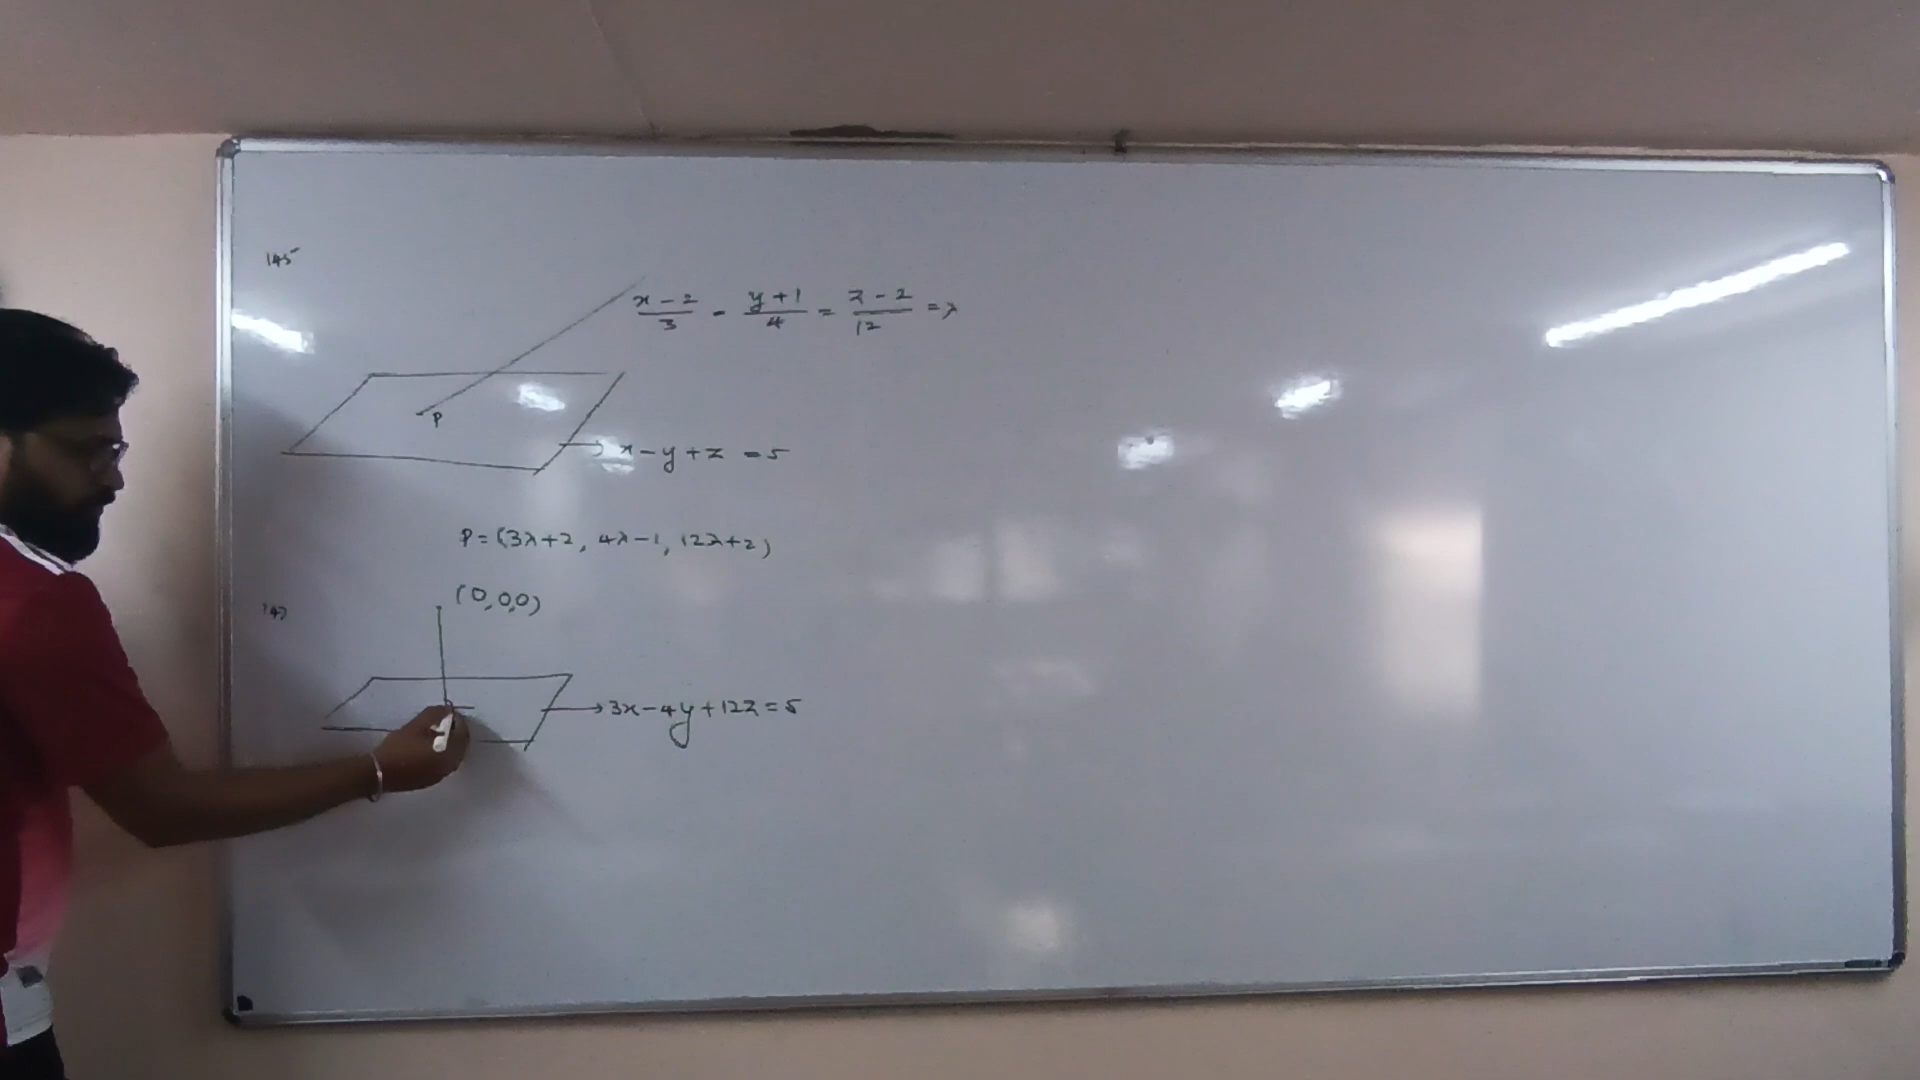 145
x-2/3 = y+1/4 = z-2/12 = λ
P
x-y+z = 5
P = (3λ+2, 4λ-1, 12λ+2)
(0,0,0)
147
3x-4y+12z = 5